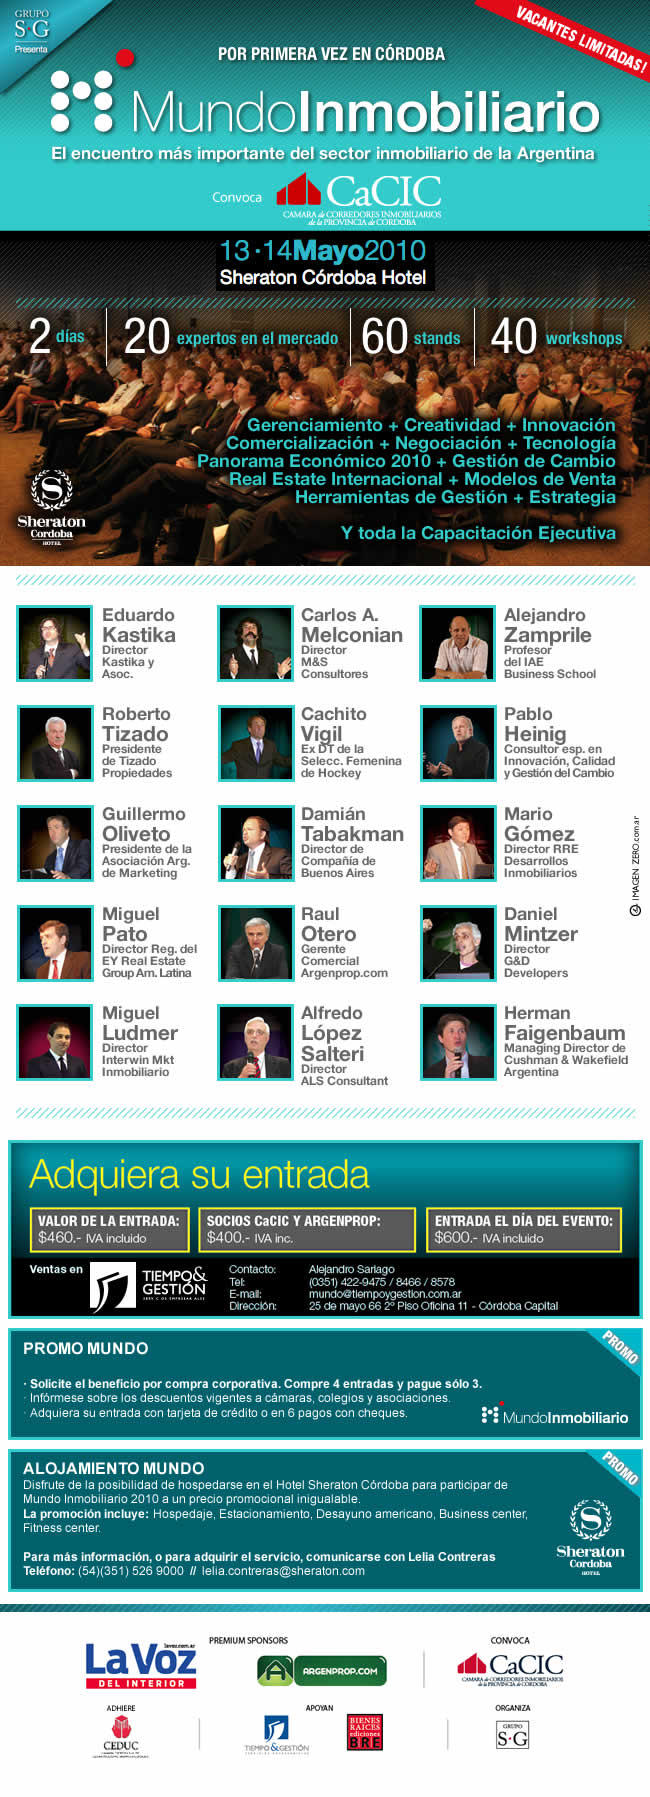 GRUPO
S·G
Presenta
VACANTES LIMITADAS!
POR PRIMERA VEZ EN CÓRDOBA
MundoInmobiliario
El encuentro más importante del sector inmobiliario de la Argentina
Convoca
CaCIC
CAMARA de CORREDORES INMOBILIARIOS
de la PROVINCIA de CORDOBA
13·14Mayo2010
Sheraton Córdoba Hotel
2 días
20 expertos en el mercado
60 stands
40 workshops
Gerenciamiento + Creatividad + Innovación
Comercialización + Negociación + Tecnología
Panorama Económico 2010 + Gestión de Cambio
Real Estate Internacional + Modelos de Venta
Herramientas de Gestión + Estrategia
Y toda la Capacitación Ejecutiva
Sheraton
Cordoba
HOTEL
Eduardo
Kastika
Director
Kastika y
Asoc.
Carlos A.
Melconian
Director
M&S
Consultores
Alejandro
Zamprile
Profesor
del IAE
Business School
Roberto
Tizado
Presidente
de Tizado
Propiedades
Cachito
Vigil
Ex DT de la
Selecc. Femenina
de Hockey
Pablo
Heinig
Consultor esp. en
Innovación, Calidad
y Gestión del Cambio
Guillermo
Oliveto
Presidente de la
Asociación Arg.
de Marketing
Damián
Tabakman
Director de
Compañía de
Buenos Aires
Mario
Gómez
Director RRE
Desarrollos
Inmobiliarios
IMAGEN ZERO.com.ar
Miguel
Pato
Director Reg. del
EY Real Estate
Group Am. Latina
Raul
Otero
Gerente
Comercial
Argenprop.com
Daniel
Mintzer
Director
G&D
Developers
Miguel
Ludmer
Director
Interwin Mkt
Inmobiliario
Alfredo
López
Salteri
Director
ALS Consultant
Herman
Faigenbaum
Managing Director de
Cushman & Wakefield
Argentina
Adquiera su entrada
VALOR DE LA ENTRADA:
$460.- IVA incluido
SOCIOS CaCIC Y ARGENPROP:
$400.- IVA inc.
ENTRADA EL DÍA DEL EVENTO:
$600.- IVA incluido
Ventas en
TIEMPO&
GESTIÓN
Contacto: Alejandro Sariago
Tel: (0351) 422-9475 / 8466 / 8578
E-mail: mundo@tiempoygestion.com.ar
Dirección: 25 de mayo 66 2º Piso Oficina 11 - Córdoba Capital
PROMO
PROMO MUNDO
· Solicite el beneficio por compra corporativa. Compre 4 entradas y pague sólo 3.
· Infórmese sobre los descuentos vigentes a cámaras, colegios y asociaciones.
· Adquiera su entrada con tarjeta de crédito o en 6 pagos con cheques.
MundoInmobiliario
PROMO
ALOJAMIENTO MUNDO
Disfrute de la posibilidad de hospedarse en el Hotel Sheraton Córdoba para participar de
Mundo Inmobiliario 2010 a un precio promocional inigualable.
La promoción incluye: Hospedaje, Estacionamiento, Desayuno americano, Business center,
Fitness center.
Para más información, o para adquirir el servicio, comunicarse con Lelia Contreras
Teléfono: (54)(351) 526 9000 // lelia.contreras@sheraton.com
Sheraton
Cordoba
HOTEL
PREMIUM SPONSORS
CONVOCA
lavoz.com.ar
La Voz
DEL INTERIOR
ARGENPROP.COM
CaCIC
CAMARA de CORREDORES INMOBILIARIOS
de la PROVINCIA de CORDOBA
ADHIERE
APOYAN
ORGANIZA
CEDUC
TIEMPO&GESTIÓN
BIENES
RAICES
ediciones
BRE
GRUPO
S·G